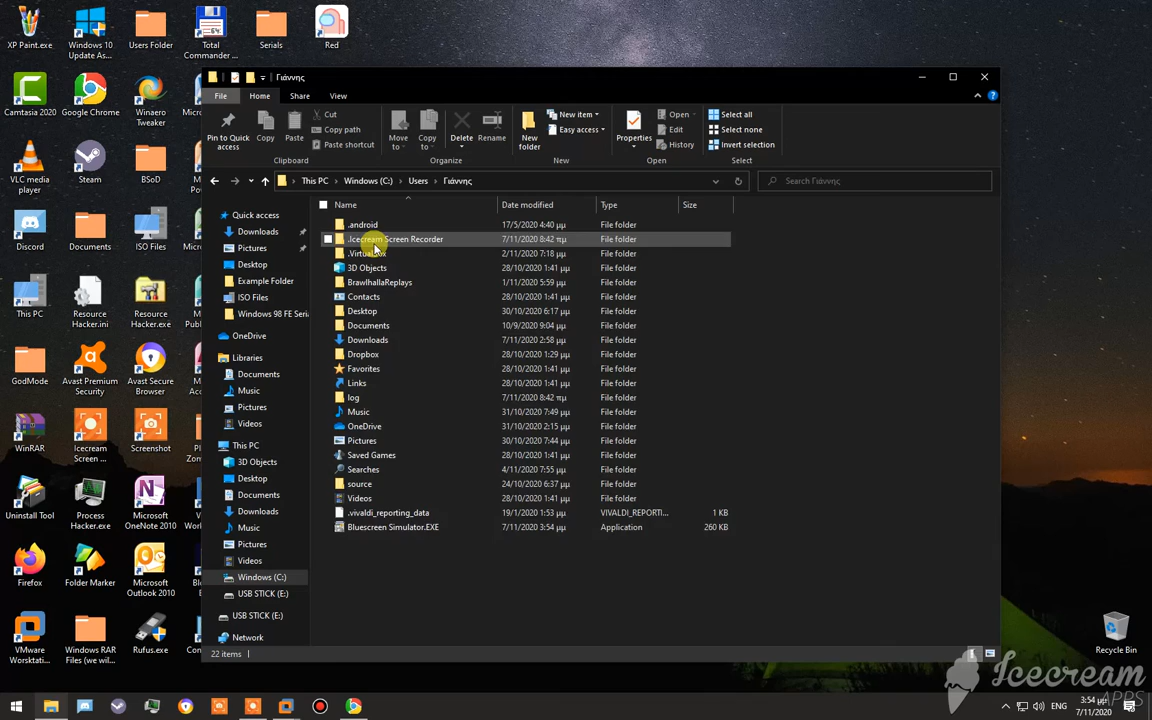 XP Paint.exe
Windows 10 Update As...
Users Folder
Total Commander ...
Serials
Red
Camtasia 2020
Google Chrome
Winaero Tweaker
VLC media player
Steam
BSoD
Discord
Documents
ISO Files
This PC
Resource Hacker.ini
Resource Hacker.exe
GodMode
Avast Premium Security
Avast Secure Browser
WinRAR
Icecream Screen ...
Screenshot
Uninstall Tool
Process Hacker.exe
Microsoft OneNote 2010
Firefox
Folder Marker
Microsoft Outlook 2010
VMware Workstatio...
Windows RAR Files (we wil...
Rufus.exe
Recycle Bin
Γιάννης
File
Home
Share
View
Pin to Quick access
Copy
Paste
Cut
Copy path
Paste shortcut
Clipboard
Move to
Copy to
Delete
Rename
Organize
New folder
New item
Easy access
New
Properties
Open
Edit
History
Open
Select all
Select none
Invert selection
Select
This PC
Windows (C:)
Users
Γιάννης
Search Γιάννης
Quick access
Downloads
Pictures
Desktop
Example Folder
ISO Files
Windows 98 FE Seri
OneDrive
Libraries
Documents
Music
Pictures
Videos
This PC
3D Objects
Desktop
Documents
Downloads
Music
Pictures
Videos
Windows (C:)
USB STICK (E:)
USB STICK (E:)
Network
Name Date modified Type Size
.android 17/5/2020 4:40 μμ File folder
.Icecream Screen Recorder 7/11/2020 8:42 πμ File folder
.VirtualBox 2/11/2020 7:18 μμ File folder
3D Objects 28/10/2020 1:41 μμ File folder
BrawlhallaReplays 1/11/2020 5:59 μμ File folder
Contacts 28/10/2020 1:41 μμ File folder
Desktop 30/10/2020 6:17 μμ File folder
Documents 10/9/2020 9:04 μμ File folder
Downloads 7/11/2020 2:58 μμ File folder
Dropbox 28/10/2020 1:29 μμ File folder
Favorites 28/10/2020 1:41 μμ File folder
Links 28/10/2020 1:41 μμ File folder
log 7/11/2020 8:42 πμ File folder
Music 31/10/2020 7:49 μμ File folder
OneDrive 31/10/2020 2:15 μμ File folder
Pictures 30/10/2020 7:44 μμ File folder
Saved Games 28/10/2020 1:41 μμ File folder
Searches 4/11/2020 7:55 μμ File folder
source 24/10/2020 6:37 μμ File folder
Videos 28/10/2020 1:41 μμ File folder
.vivaldi_reporting_data 19/1/2020 1:53 μμ VIVALDI_REPORTI... 1 KB
Bluescreen Simulator.EXE 7/11/2020 3:54 μμ Application 260 KB
22 items
Icecream
APPS
ENG
3:54 μμ
7/11/2020